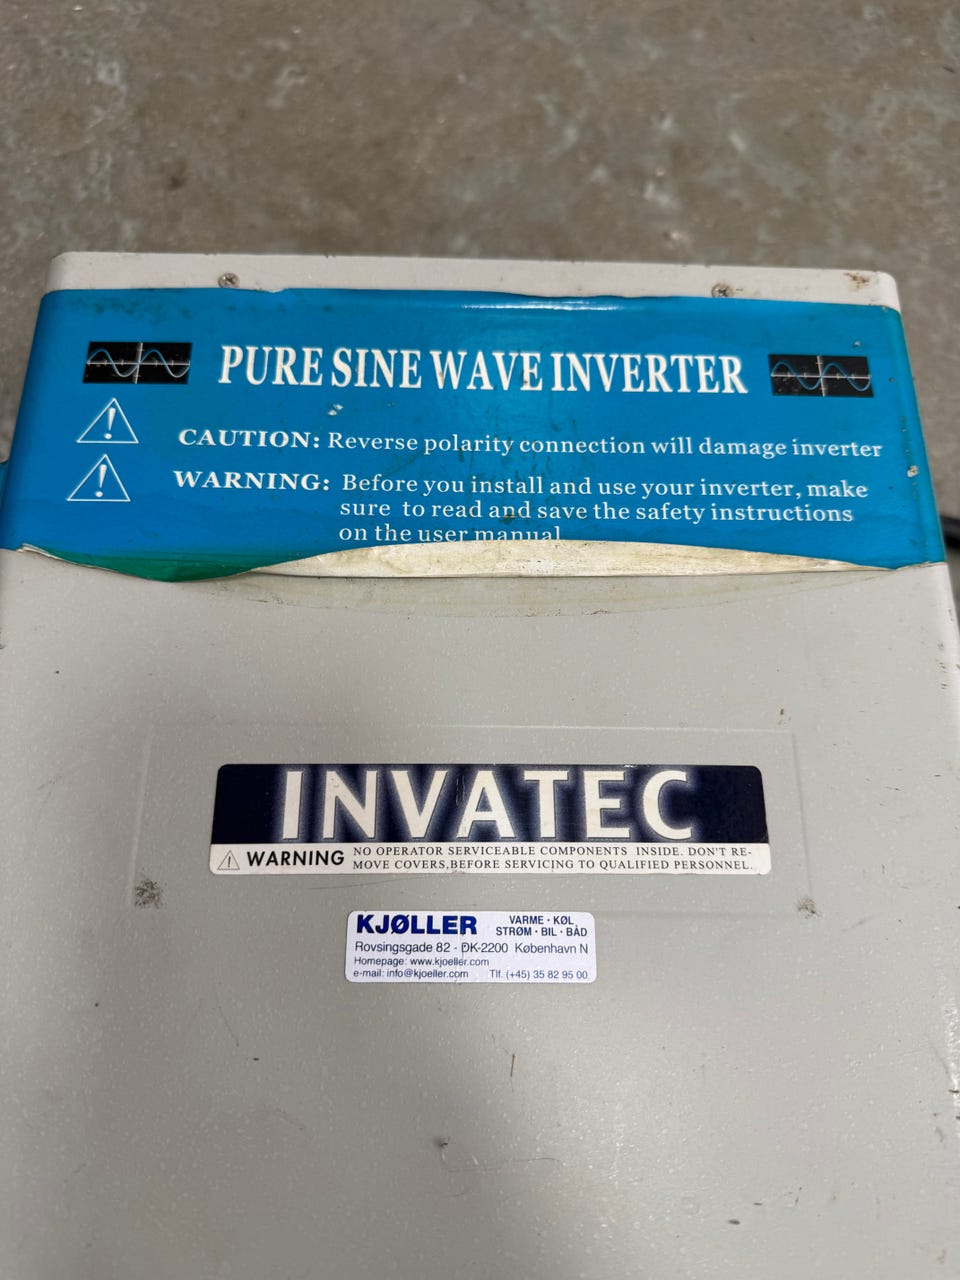 PURE SINE WAVE INVERTER
CAUTION: Reverse polarity connection will damage inverter
WARNING: Before you install and use your inverter, make
sure to read and save the safety instructions
on the user manual
INVATEC
WARNING NO OPERATOR SERVICEABLE COMPONENTS INSIDE. DON'T RE-
MOVE COVERS,BEFORE SERVICING TO QUALIFIED PERSONNEL.
KJØLLER VARME · KØL
STRØM · BIL · BÅD
Rovsingsgade 82 - DK-2200 København N
Homepage: www.kjoeller.com
e-mail: info@kjoeller.com Tlf. (+45) 35 82 95 00